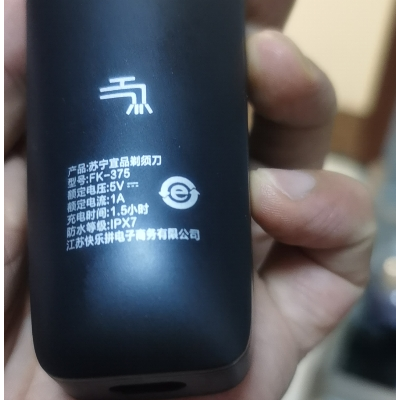 产品:苏宁宜品剃须刀
型号:FK-375
额定电压:5V⎓
额定电流:1A
充电时间:1.5小时
防水等级:IPX7
江苏快乐拼电子商务有限公司
e